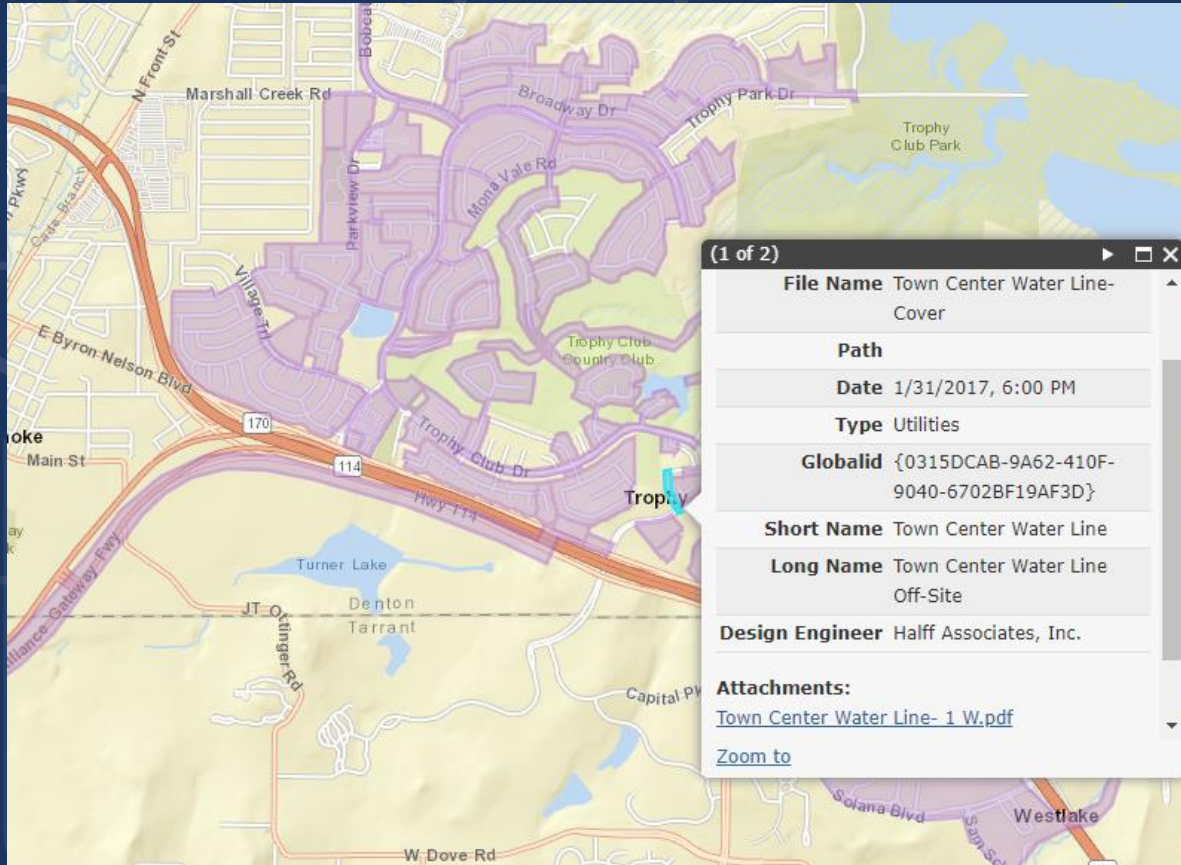 N Front St
Bobcat
Marshall Creek Rd
Broadway Dr
Trophy Park Dr
Trophy
Club Park
Pkwy
Cade Branch
Mona Vale Rd
Parkview Dr
Village Trl
E Byron Nelson Blvd
Trophy Club
Country Club
170
114
Main St
Trophy Club Dr
Hwy 114
Trophy
Turner Lake
Denton
Tarrant
JT Ottinger Rd
Alliance Gateway Fwy
Capital
Solana Blvd
Westlake
W Dove Rd
(1 of 2)
File Name Town Center Water Line-
Cover
Path
Date 1/31/2017, 6:00 PM
Type Utilities
Globalid {0315DCAB-9A62-410F-
9040-6702BF19AF3D}
Short Name Town Center Water Line
Long Name Town Center Water Line
Off-Site
Design Engineer Halff Associates, Inc.
Attachments:
Town Center Water Line- 1 W.pdf
Zoom to